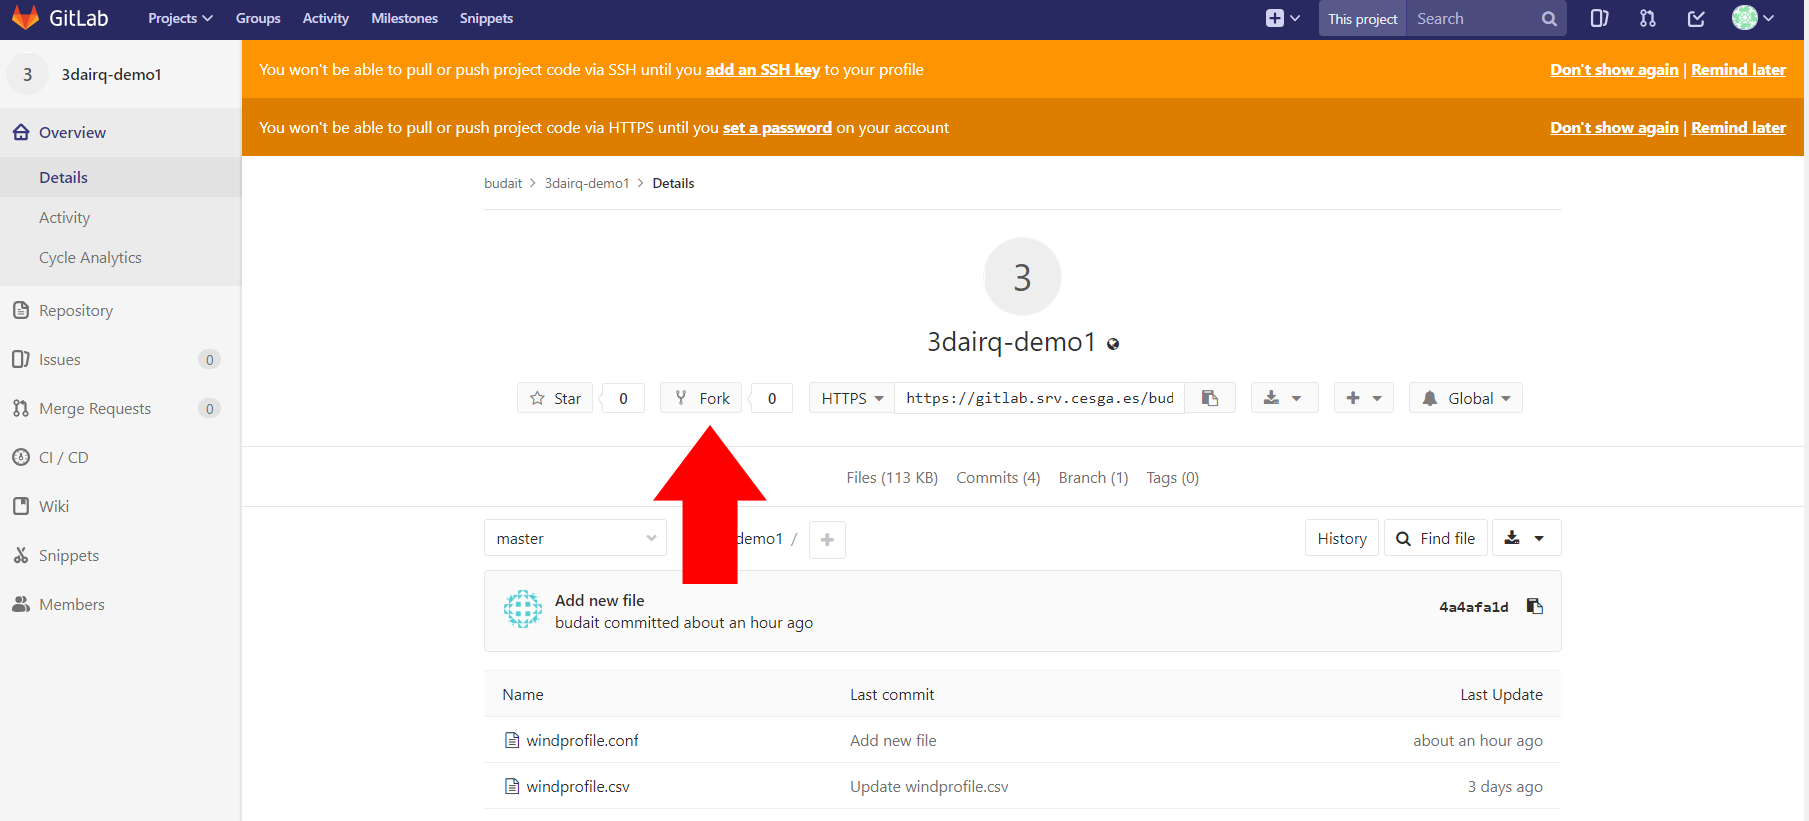 GitLab Projects Groups Activity Milestones Snippets This project Search
3 3dairq-demo1
You won't be able to pull or push project code via SSH until you add an SSH key to your profile Don't show again | Remind later
You won't be able to pull or push project code via HTTPS until you set a password on your account Don't show again | Remind later
Overview
Details
Activity
Cycle Analytics
Repository
Issues 0
Merge Requests 0
CI / CD
Wiki
Snippets
Members
budait > 3dairq-demo1 > Details
3
3dairq-demo1
Star 0 Fork 0 HTTPS https://gitlab.srv.cesga.es/bud Global
Files (113 KB) Commits (4) Branch (1) Tags (0)
master demo1 / + History Find file
Add new file
budait committed about an hour ago 4a4afa1d
Name Last commit Last Update
windprofile.conf Add new file about an hour ago
windprofile.csv Update windprofile.csv 3 days ago